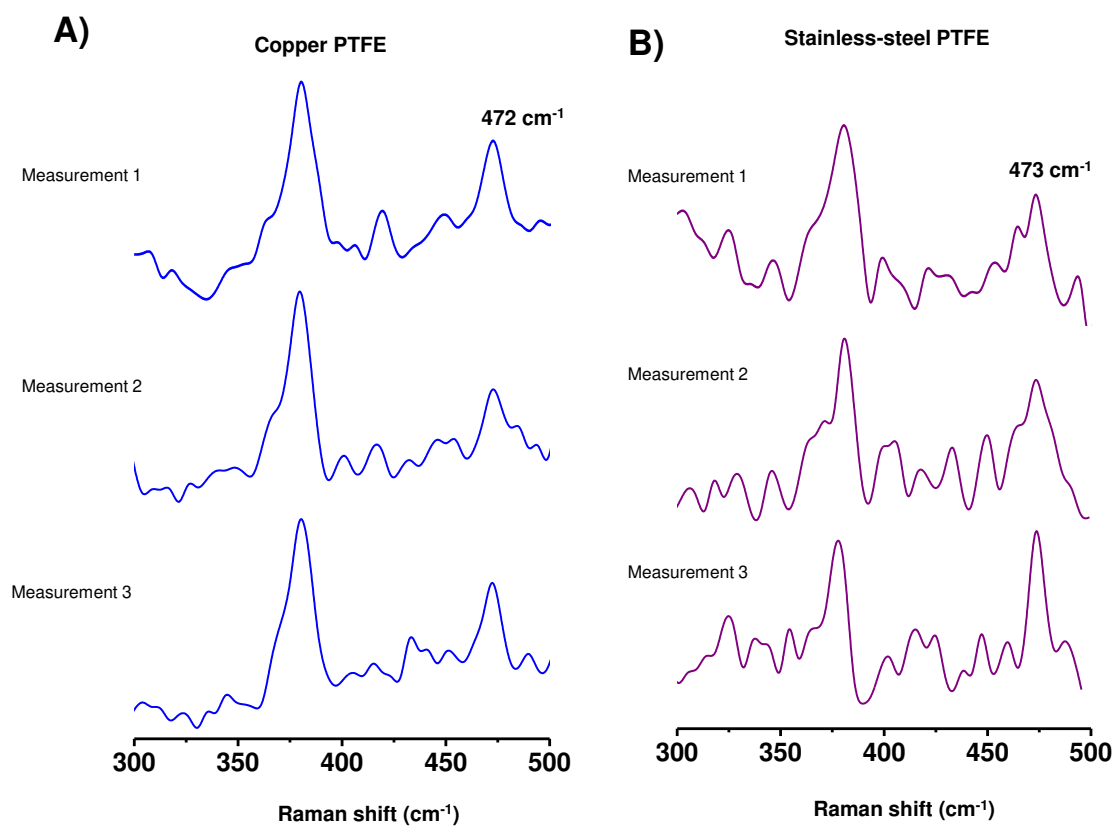 A)
Copper PTFE
472 cm-1
Measurement 1
Measurement 2
Measurement 3
300 350 400 450 500
Raman shift (cm-1)
B)
Stainless-steel PTFE
473 cm-1
Measurement 1
Measurement 2
Measurement 3
300 350 400 450 500
Raman shift (cm-1)